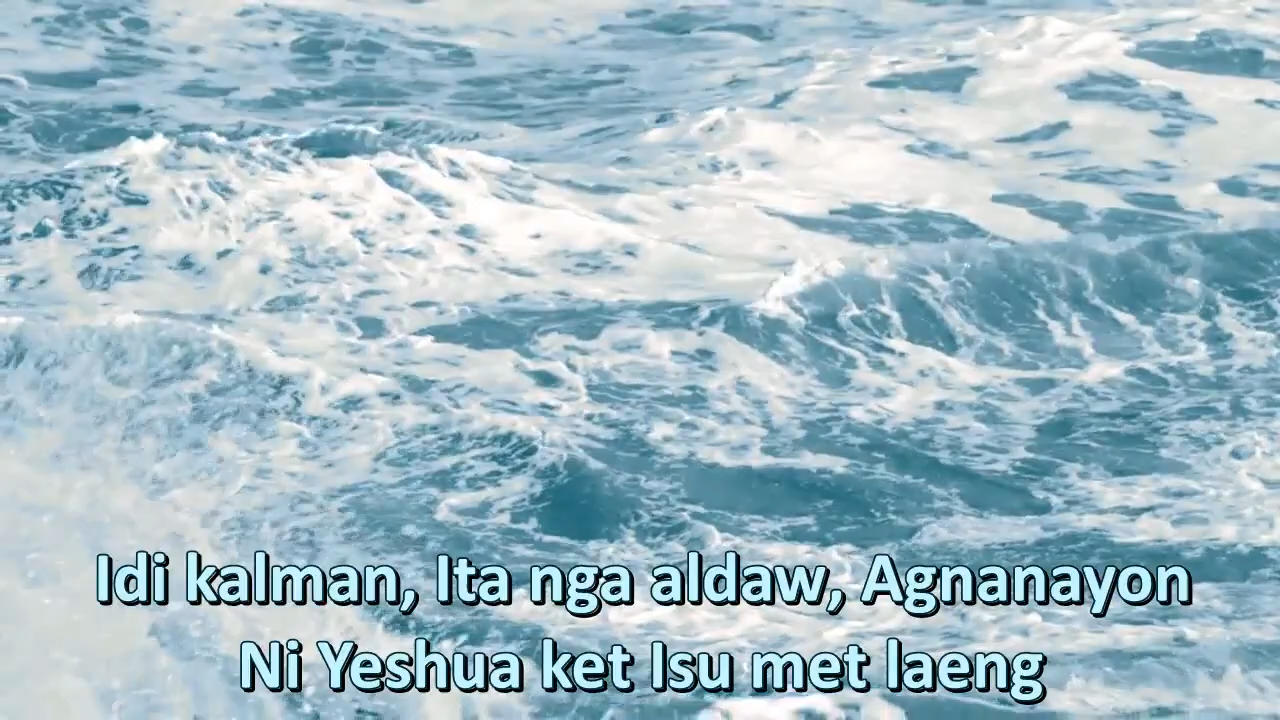 Idi kalman, Ita nga aldaw, Agnanayon
Ni Yeshua ket Isu met laeng